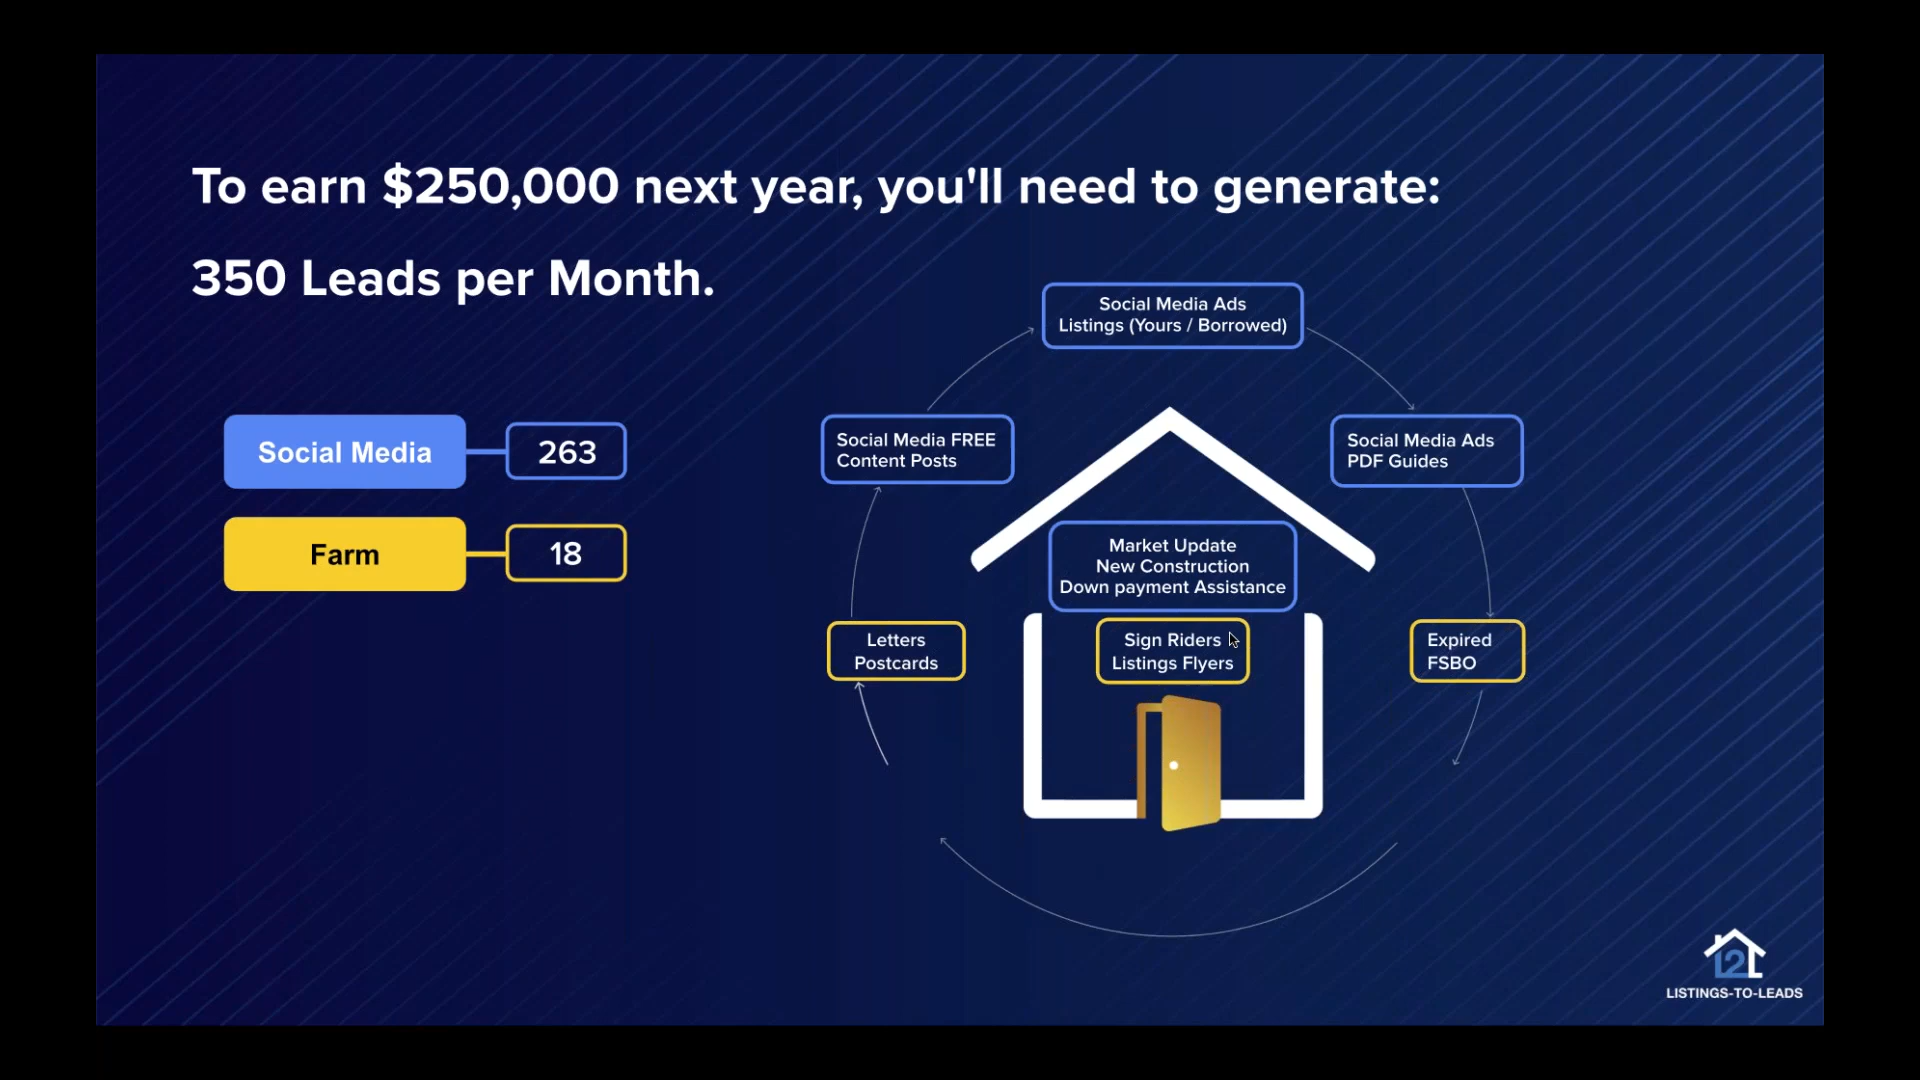 To earn $250,000 next year, you'll need to generate:
350 Leads per Month.
Social Media
263
Farm
18
Social Media Ads
Listings (Yours / Borrowed)
Social Media FREE
Content Posts
Social Media Ads
PDF Guides
Market Update
New Construction
Down payment Assistance
Letters
Postcards
Sign Riders
Listings Flyers
Expired
FSBO
L2L
LISTINGS-TO-LEADS